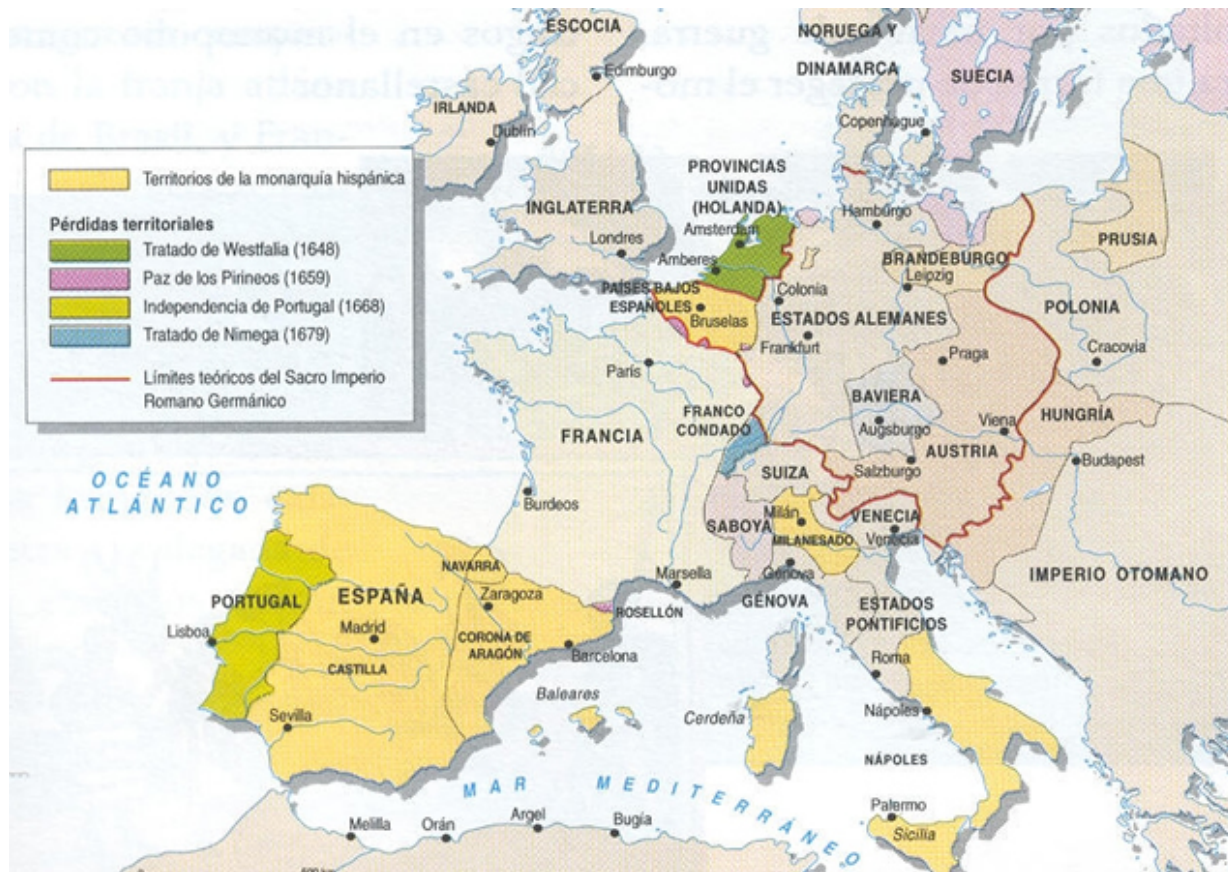 ESCOCIA
NORUEGA Y
DINAMARCA
SUECIA
Edimburgo
IRLANDA
Dublín
Copenhague
Territorios de la monarquía hispánica
Pérdidas territoriales
Tratado de Westfalia (1648)
Paz de los Pirineos (1659)
Independencia de Portugal (1668)
Tratado de Nimega (1679)
Límites teóricos del Sacro Imperio
Romano Germánico
PROVINCIAS
UNIDAS
(HOLANDA)
INGLATERRA
Londres
Amsterdam
Amberes
Hamburgo
PRUSIA
BRANDEBURGO
Leipzig
PAÍSES BAJOS
ESPAÑOLES
Bruselas
Colonia
ESTADOS ALEMANES
Frankfurt
POLONIA
Cracovia
Praga
París
FRANCIA
FRANCO
CONDADO
BAVIERA
Augsburgo
Viena
HUNGRÍA
Budapest
AUSTRIA
Salzburgo
SUIZA
OCÉANO
ATLÁNTICO
Burdeos
SABOYA
Milán
MILANESADO
VENECIA
Venecia
Génova
GÉNOVA
Marsella
IMPERIO OTOMANO
NAVARRA
ESPAÑA
Zaragoza
ROSELLÓN
PORTUGAL
Lisboa
Madrid
CORONA DE
ARAGÓN
Barcelona
CASTILLA
Sevilla
Baleares
ESTADOS
PONTIFICIOS
Roma
Cerdeña
Nápoles
NÁPOLES
MAR MEDITERRÁNEO
Palermo
Sicilia
Melilla
Orán
Argel
Bugía